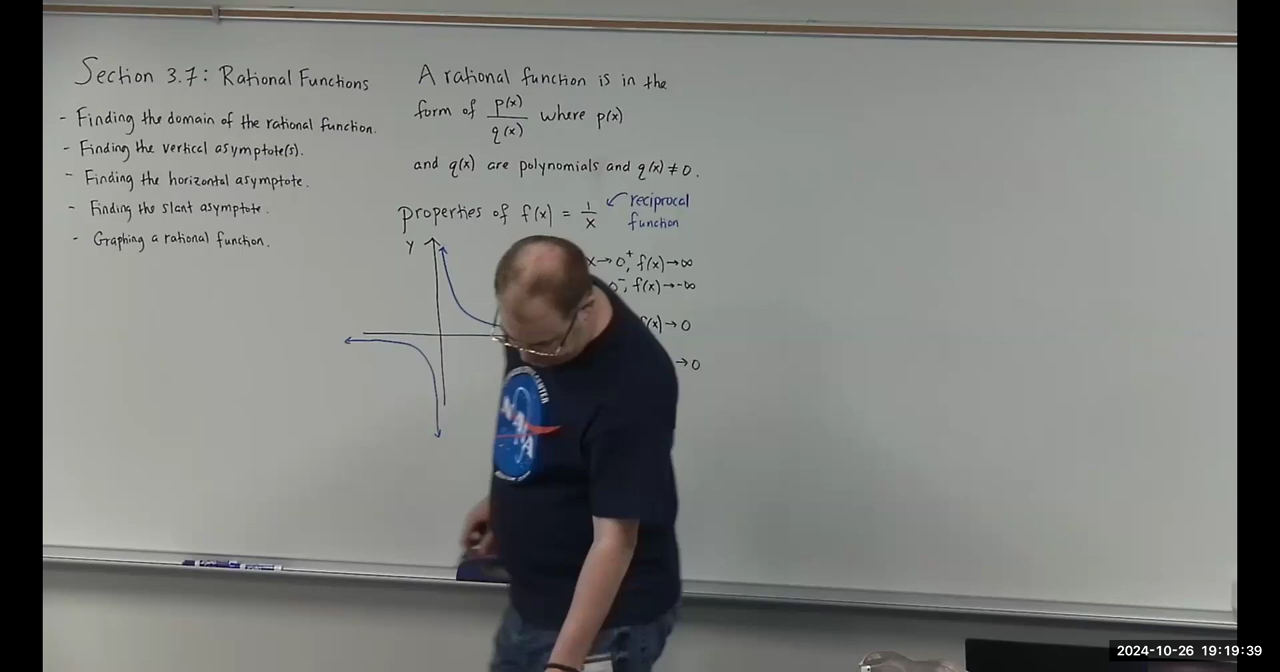 Section 3.7: Rational Functions
- Finding the domain of the rational function.
- Finding the vertical asymptote(s).
- Finding the horizontal asymptote.
- Finding the slant asymptote.
- Graphing a rational function.
A rational function is in the
form of p(x)/q(x) where p(x)
and q(x) are polynomials and q(x) ≠ 0.
properties of f(x) = 1/x
reciprocal
function
y
x→0⁺, f(x)→∞
0⁻, f(x)→-∞
f(x)→0
→0
NASA
2024-10-26 19:19:39